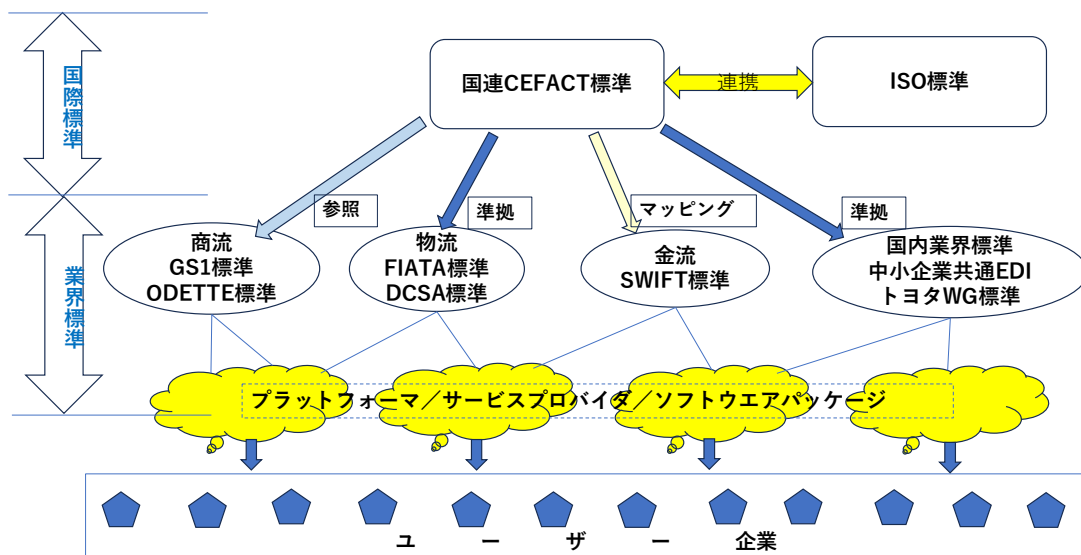 国際標準
国連CEFACT標準
連携
ISO標準
業界標準
参照
準拠
マッピング
準拠
商流
GS1標準
ODETTE標準
物流
FIATA標準
DCSA標準
金流
SWIFT標準
国内業界標準
中小企業共通EDI
トヨタWG標準
プラットフォーマ／サービスプロバイダ／ソフトウエアパッケージ
ユーザー企業